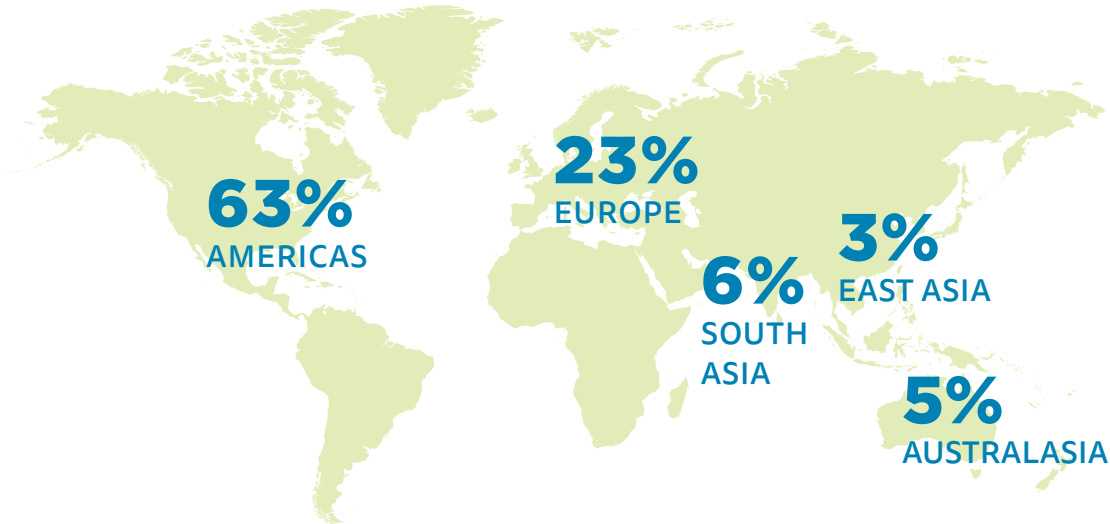 63%
AMERICAS
23%
EUROPE
6%
SOUTH
ASIA
3%
EAST ASIA
5%
AUSTRALASIA